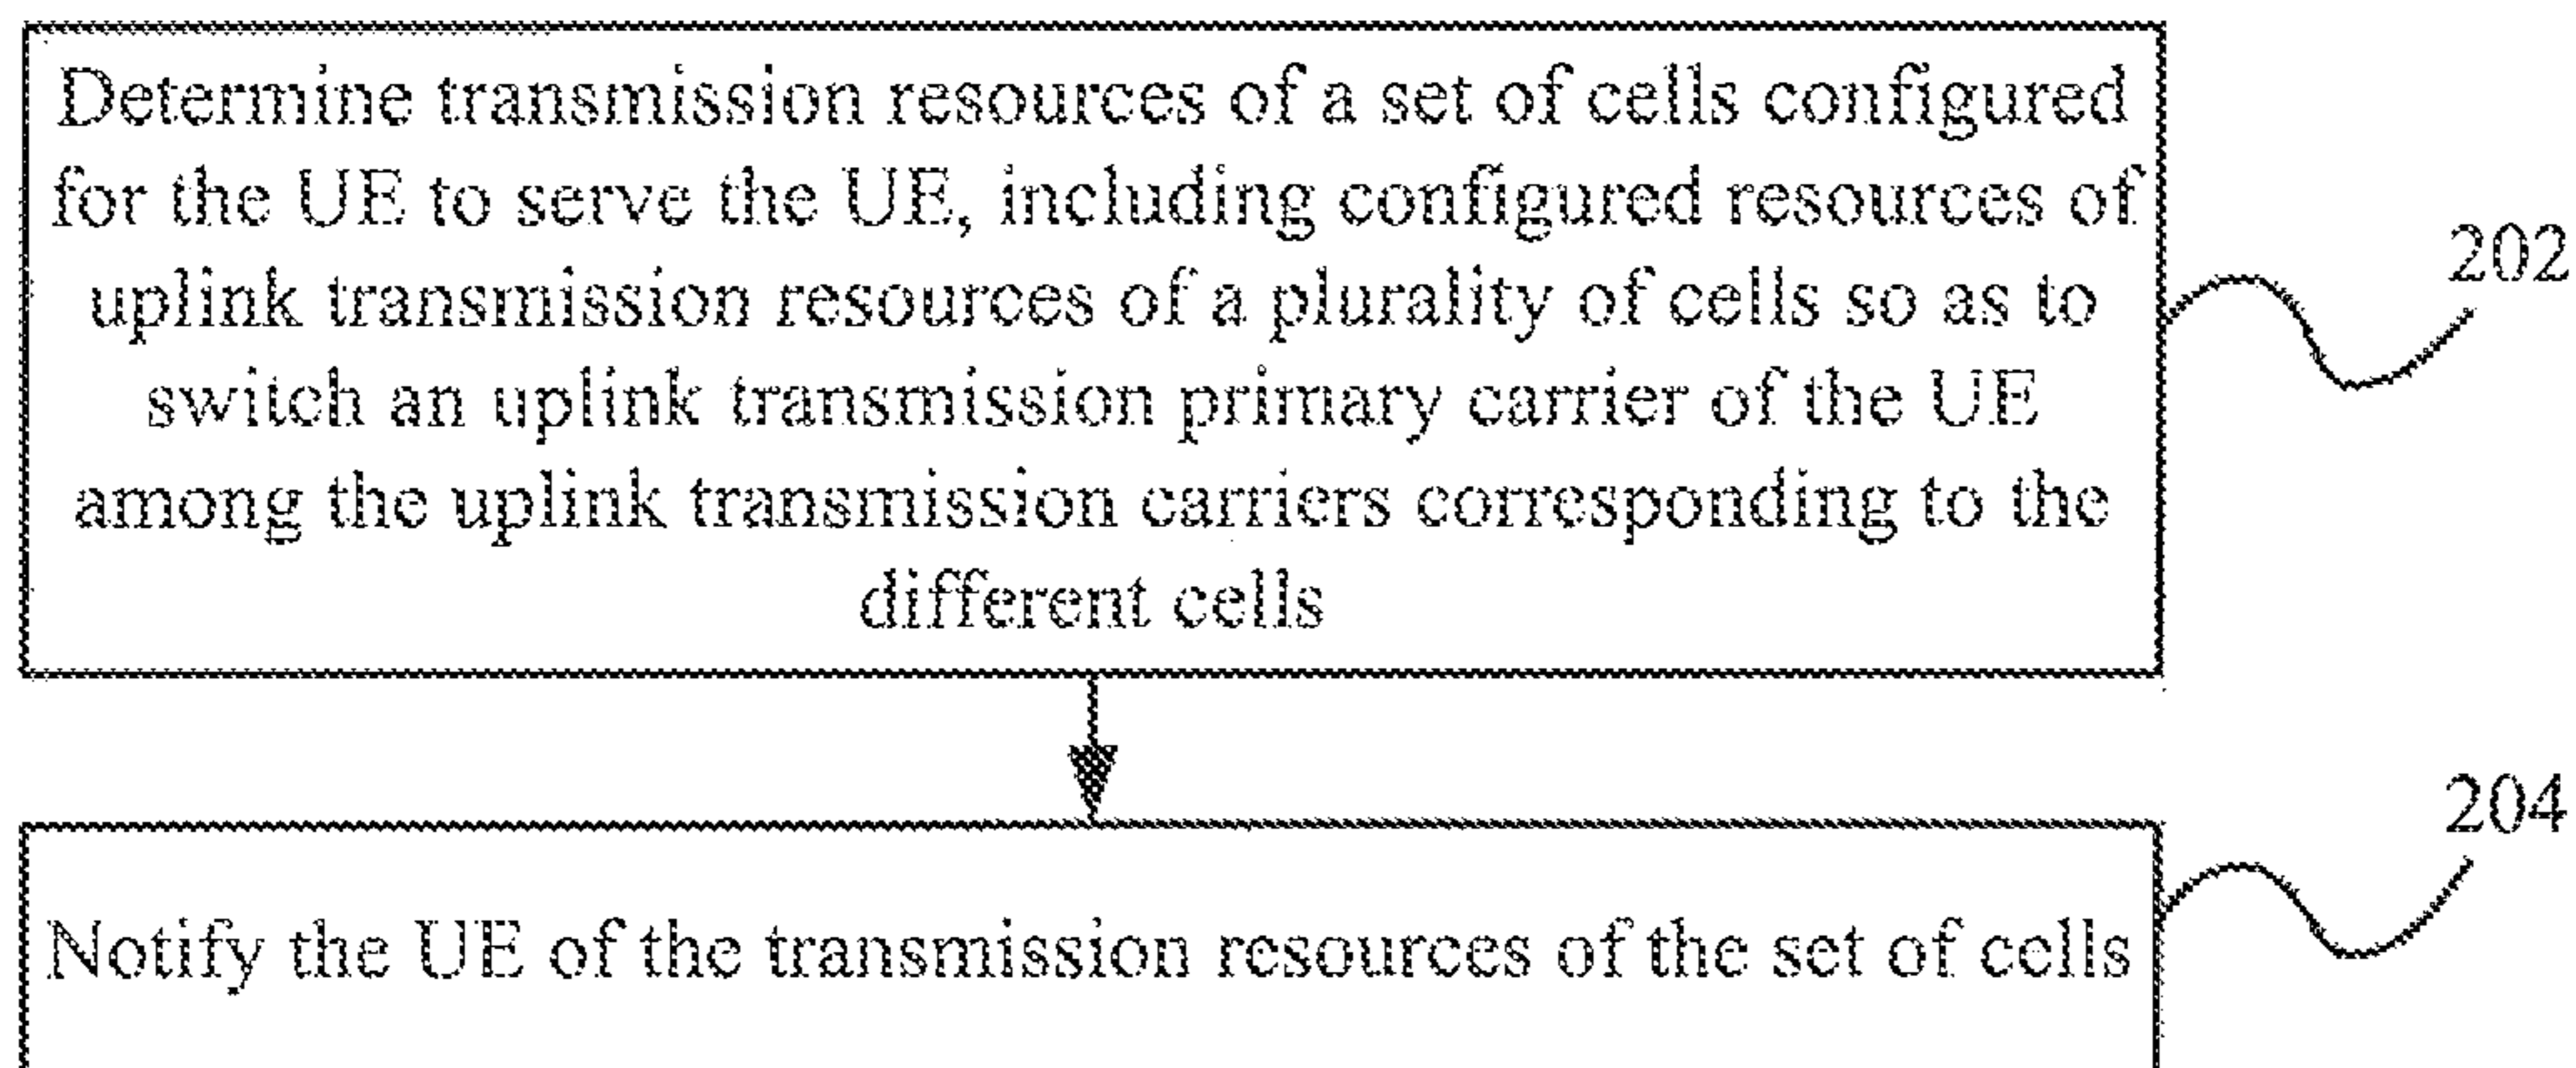 Determine transmission resources of a set of cells configured
for the UE to serve the UE, including configured resources of
uplink transmission resources of a plurality of cells so as to
switch an uplink transmission primary carrier of the UE
among the uplink transmission carriers corresponding to the
different cells
202
204
Notify the UE of the transmission resources of the set of cells